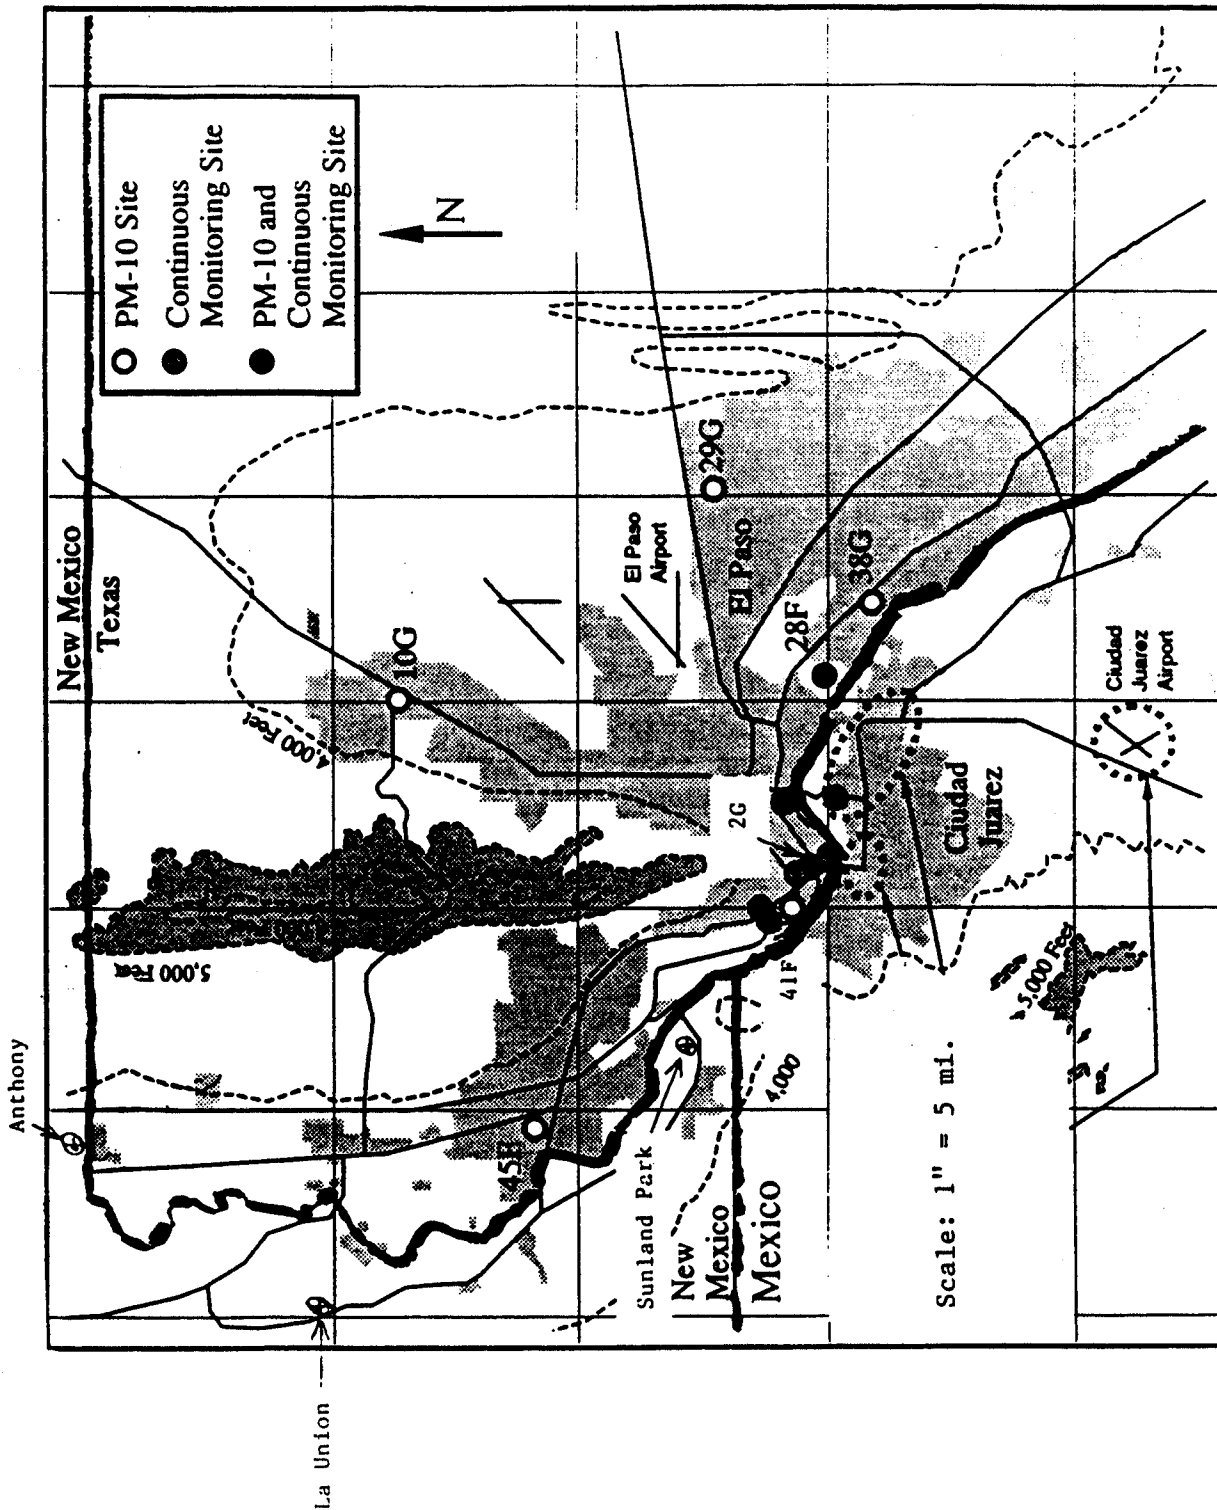 New Mexico
Texas
PM-10 Site
Continuous
Monitoring Site
PM-10 and
Continuous
Monitoring Site
N
Anthony
La Union
5,000 Feet
4,000 Feet
10G
El Paso
Airport
29G
El Paso
28F
38G
2G
41F
Sunland Park
New
Mexico
Mexico
4,000
Ciudad
Juarez
5,000 Feet
Ciudad
Juarez
Airport
Scale: 1" = 5 mi.